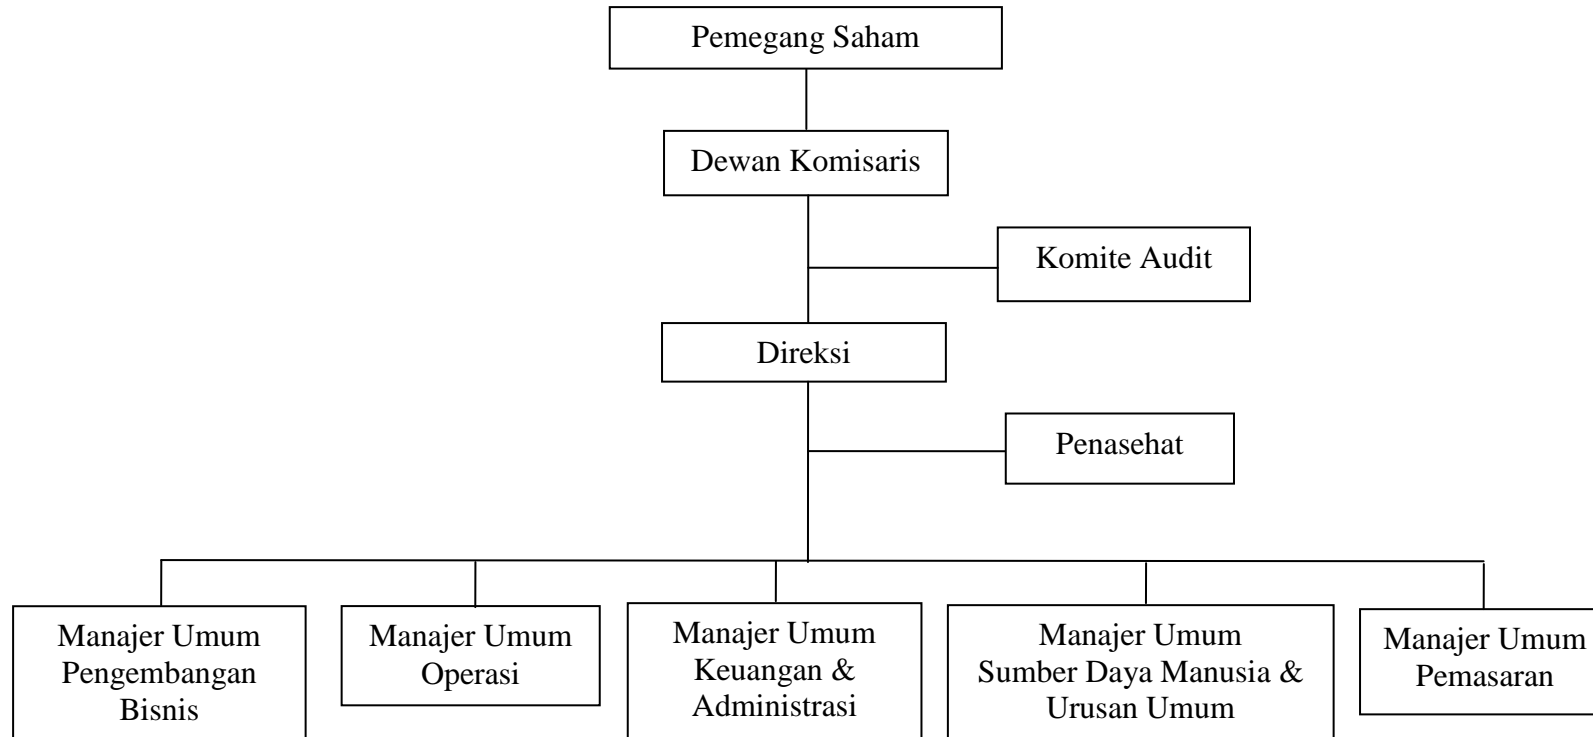 Pemegang Saham
Dewan Komisaris
Komite Audit
Direksi
Penasehat
Manajer Umum
Pengembangan
Bisnis
Manajer Umum
Operasi
Manajer Umum
Keuangan &
Administrasi
Manajer Umum
Sumber Daya Manusia &
Urusan Umum
Manajer Umum
Pemasaran